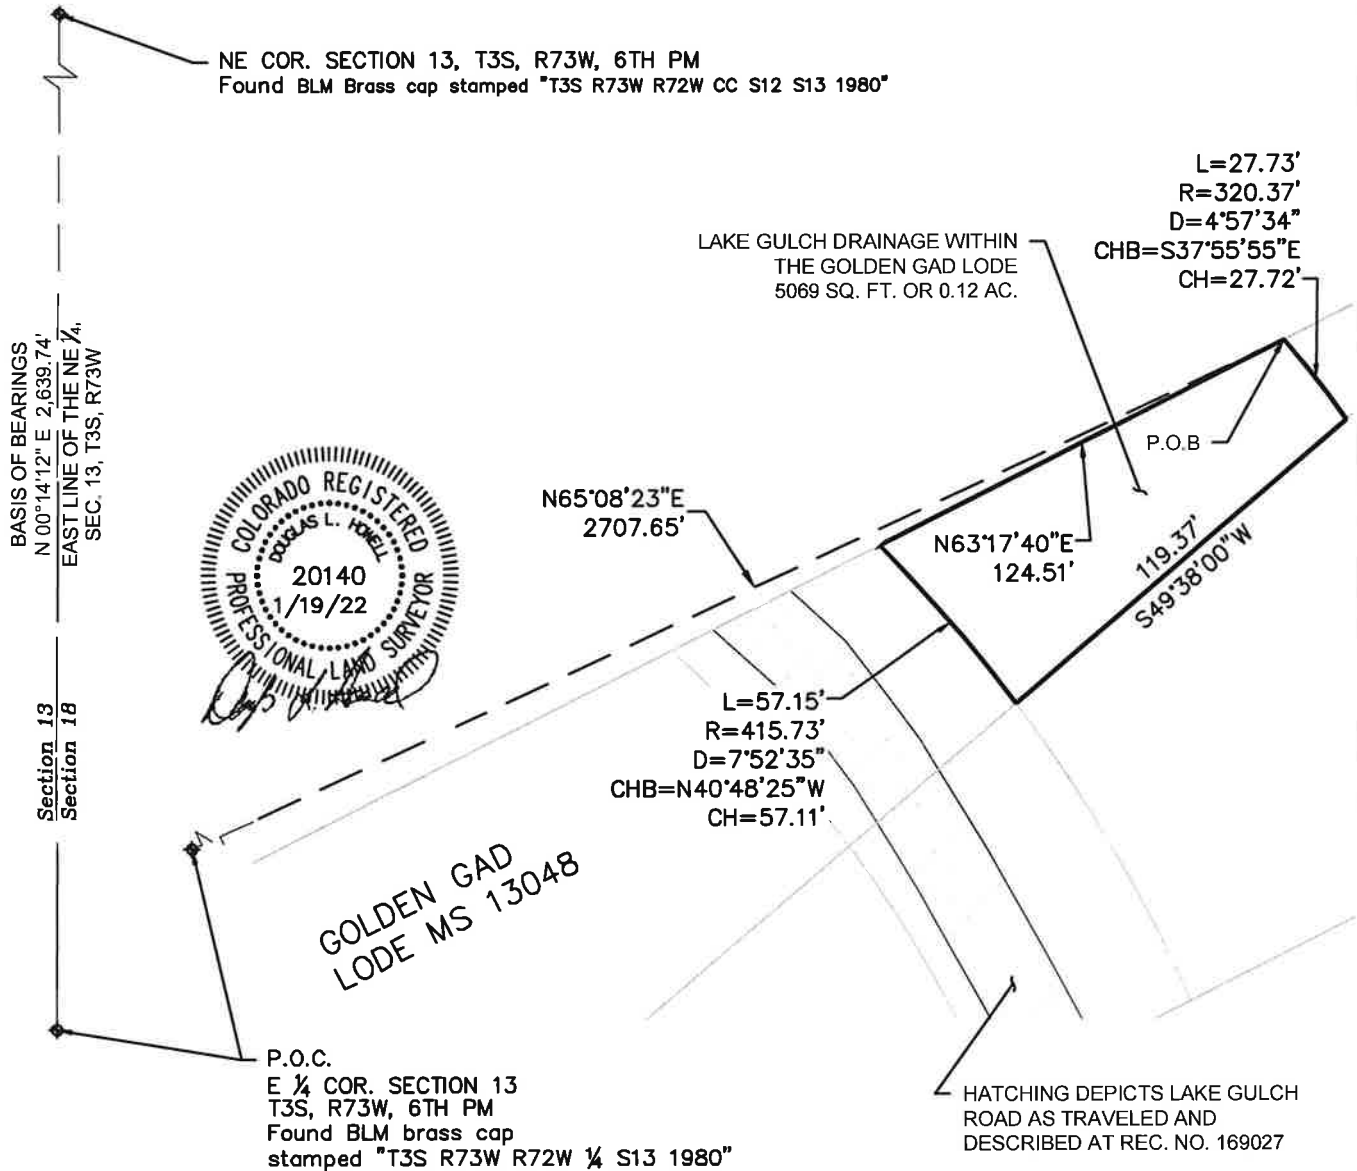 NE COR. SECTION 13, T3S, R73W, 6TH PM
Found BLM Brass cap stamped "T3S R73W R72W CC S12 S13 1980"
L=27.73'
R=320.37'
D=4°57'34"
CHB=S37°55'55"E
CH=27.72'
LAKE GULCH DRAINAGE WITHIN
THE GOLDEN GAD LODE
5069 SQ. FT. OR 0.12 AC.
BASIS OF BEARINGS
N 00°14'12" E 2,639.74'
EAST LINE OF THE NE ¼,
SEC. 13, T3S, R73W
P.O.B
COLORADO REGISTERED
DOUGLAS L. HOWELL
20140
1/19/22
PROFESSIONAL LAND SURVEYOR
N65°08'23"E
2707.65'
N63°17'40"E
124.51'
119.37'
S49°38'00"W
L=57.15'
R=415.73'
D=7°52'35"
CHB=N40°48'25"W
CH=57.11'
Section 13
Section 18
GOLDEN GAD
LODE MS 13048
P.O.C.
E ¼ COR. SECTION 13
T3S, R73W, 6TH PM
Found BLM brass cap
stamped "T3S R73W R72W ¼ S13 1980"
HATCHING DEPICTS LAKE GULCH
ROAD AS TRAVELED AND
DESCRIBED AT REC. NO. 169027